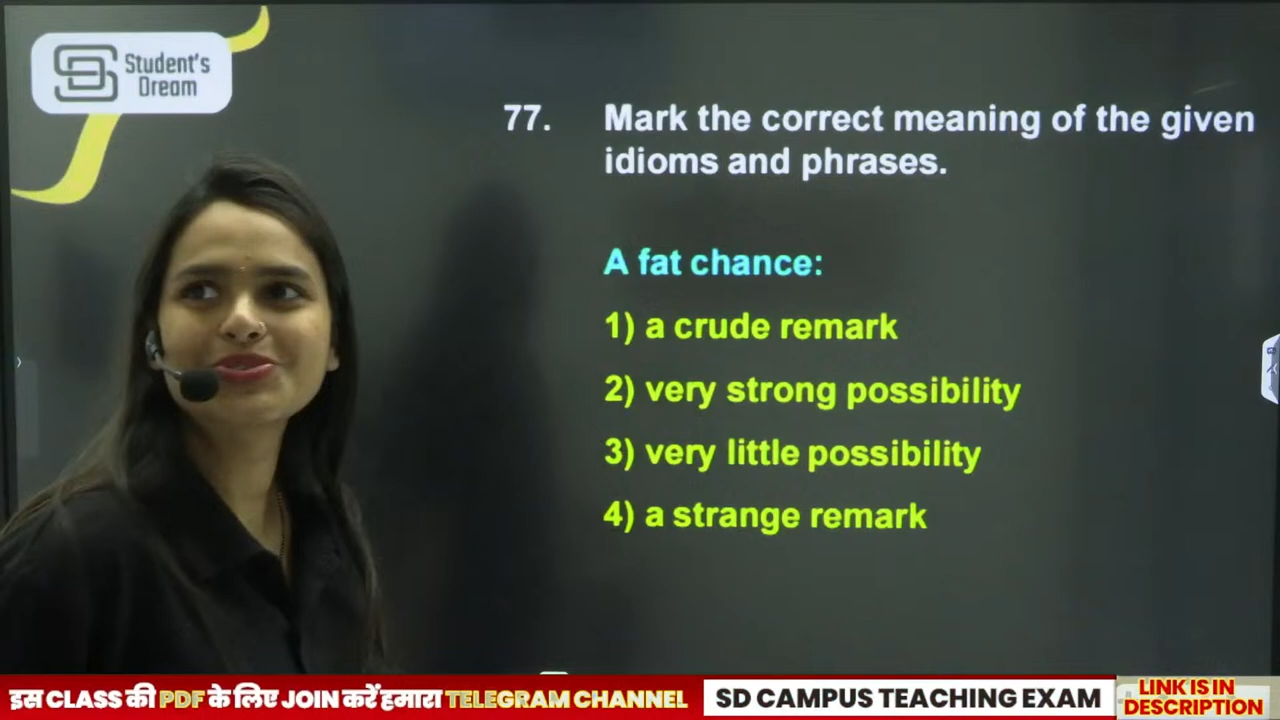 Student's
Dream
77. Mark the correct meaning of the given
idioms and phrases.
A fat chance:
1) a crude remark
2) very strong possibility
3) very little possibility
4) a strange remark
इस CLASS की PDF के लिए JOIN करें हमारा TELEGRAM CHANNEL
SD CAMPUS TEACHING EXAM
LINK IS IN
DESCRIPTION